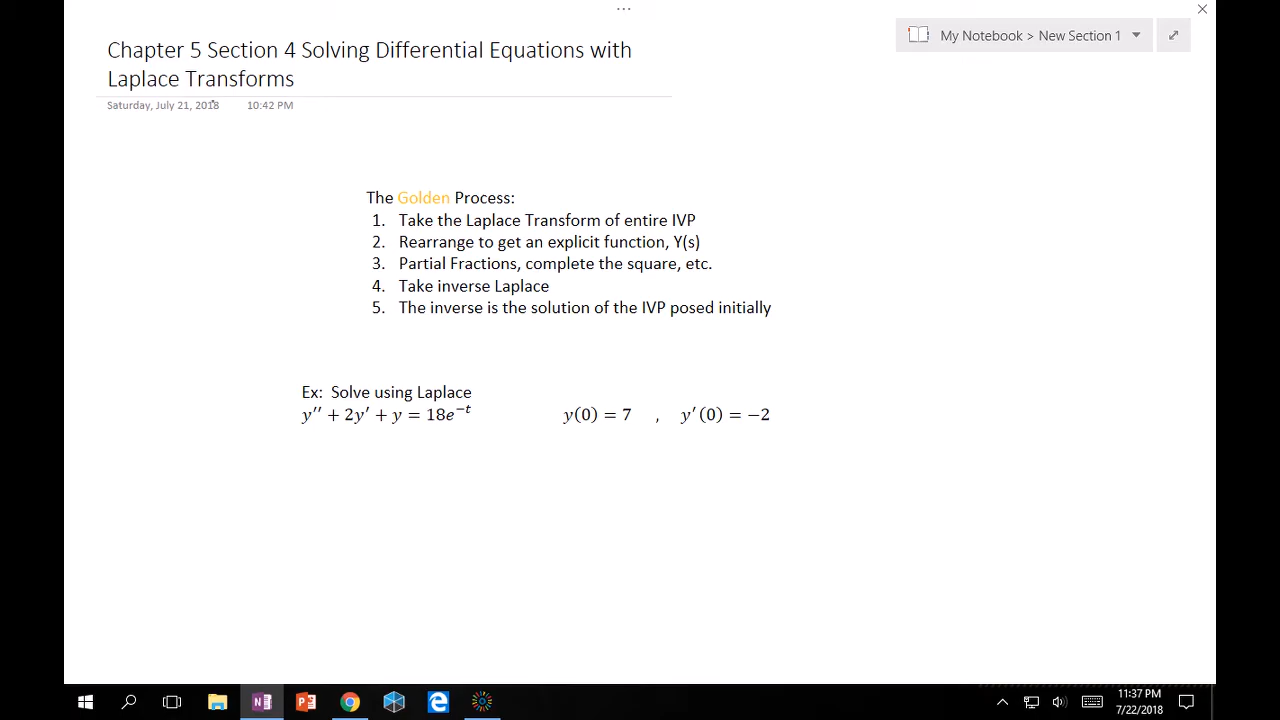 Chapter 5 Section 4 Solving Differential Equations with
Laplace Transforms
My Notebook > New Section 1
Saturday, July 21, 2018 10:42 PM
The Golden Process:
1. Take the Laplace Transform of entire IVP
2. Rearrange to get an explicit function, Y(s)
3. Partial Fractions, complete the square, etc.
4. Take inverse Laplace
5. The inverse is the solution of the IVP posed initially
Ex: Solve using Laplace
y′′ + 2y′ + y = 18e⁻ᵗ y(0) = 7 , y′(0) = −2
11:37 PM
7/22/2018